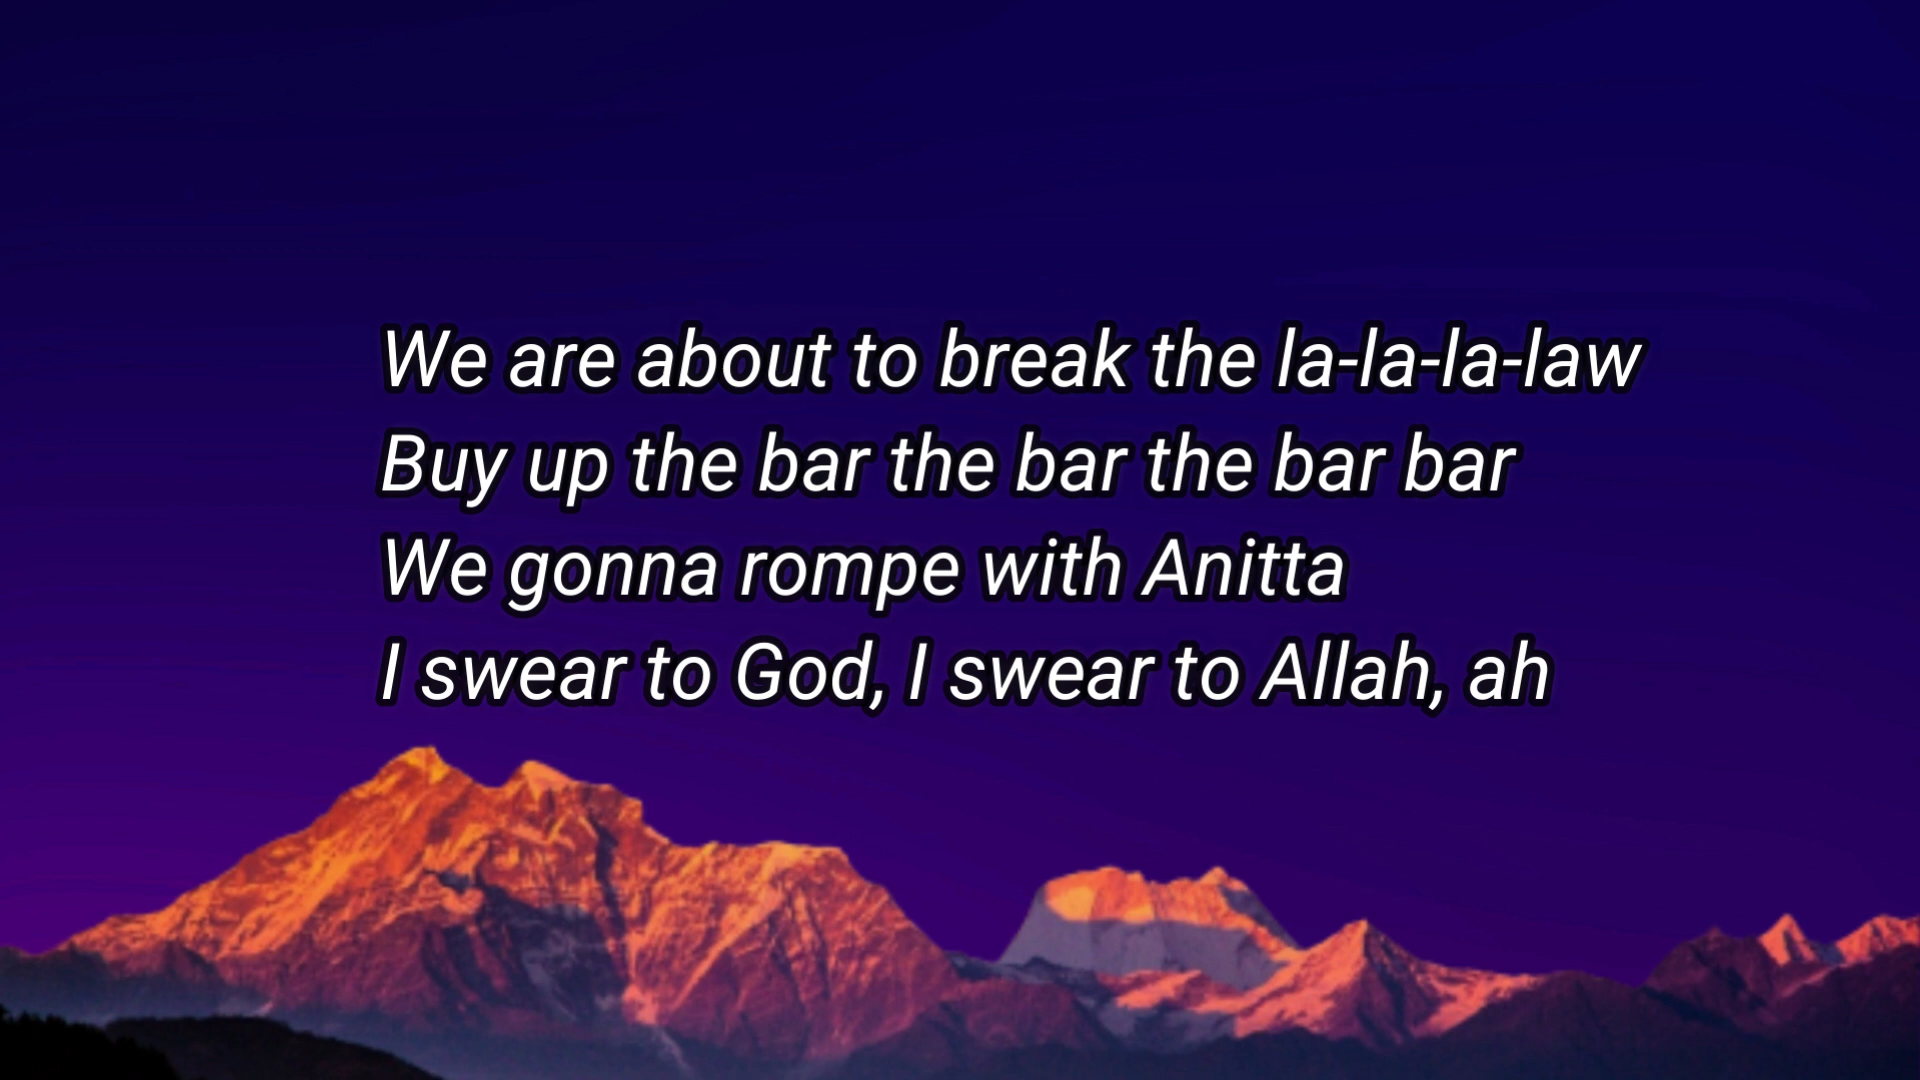 We are about to break the la-la-la-law
Buy up the bar the bar the bar bar
We gonna rompe with Anitta
I swear to God, I swear to Allah, ah